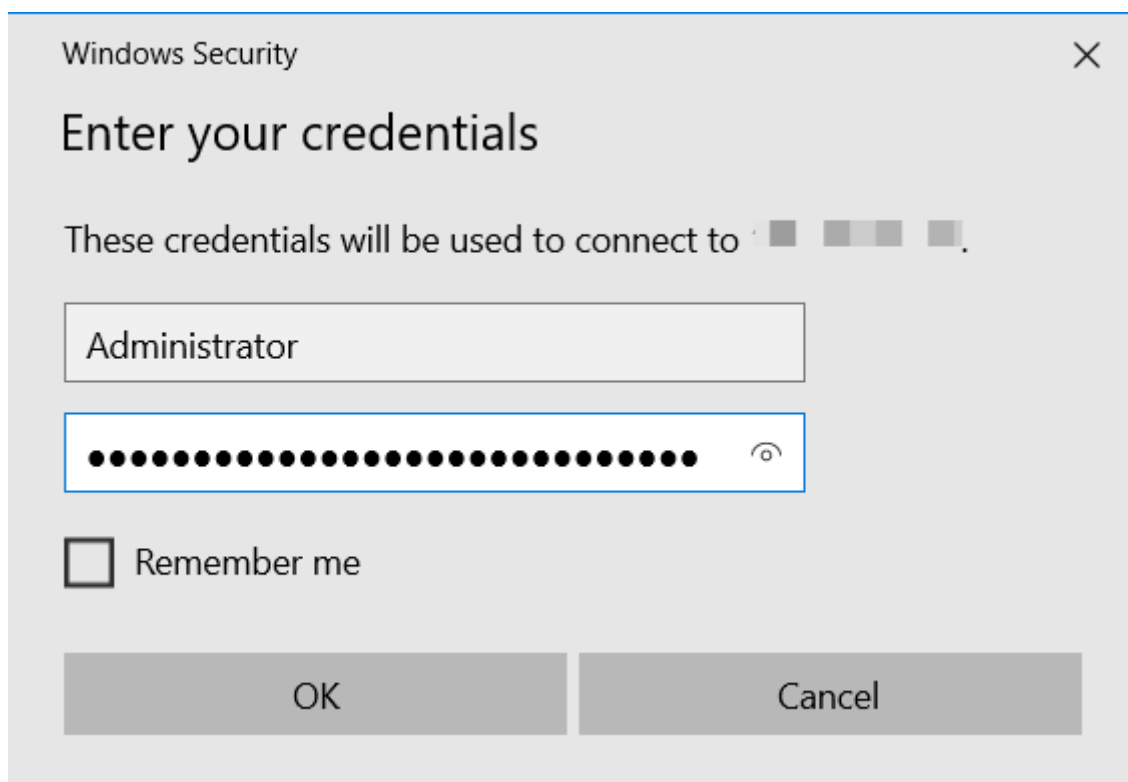 Windows Security
Enter your credentials
These credentials will be used to connect to
Administrator
●●●●●●●●●●●●●●●●●●●●●●●●●●●●●
Remember me
OK Cancel